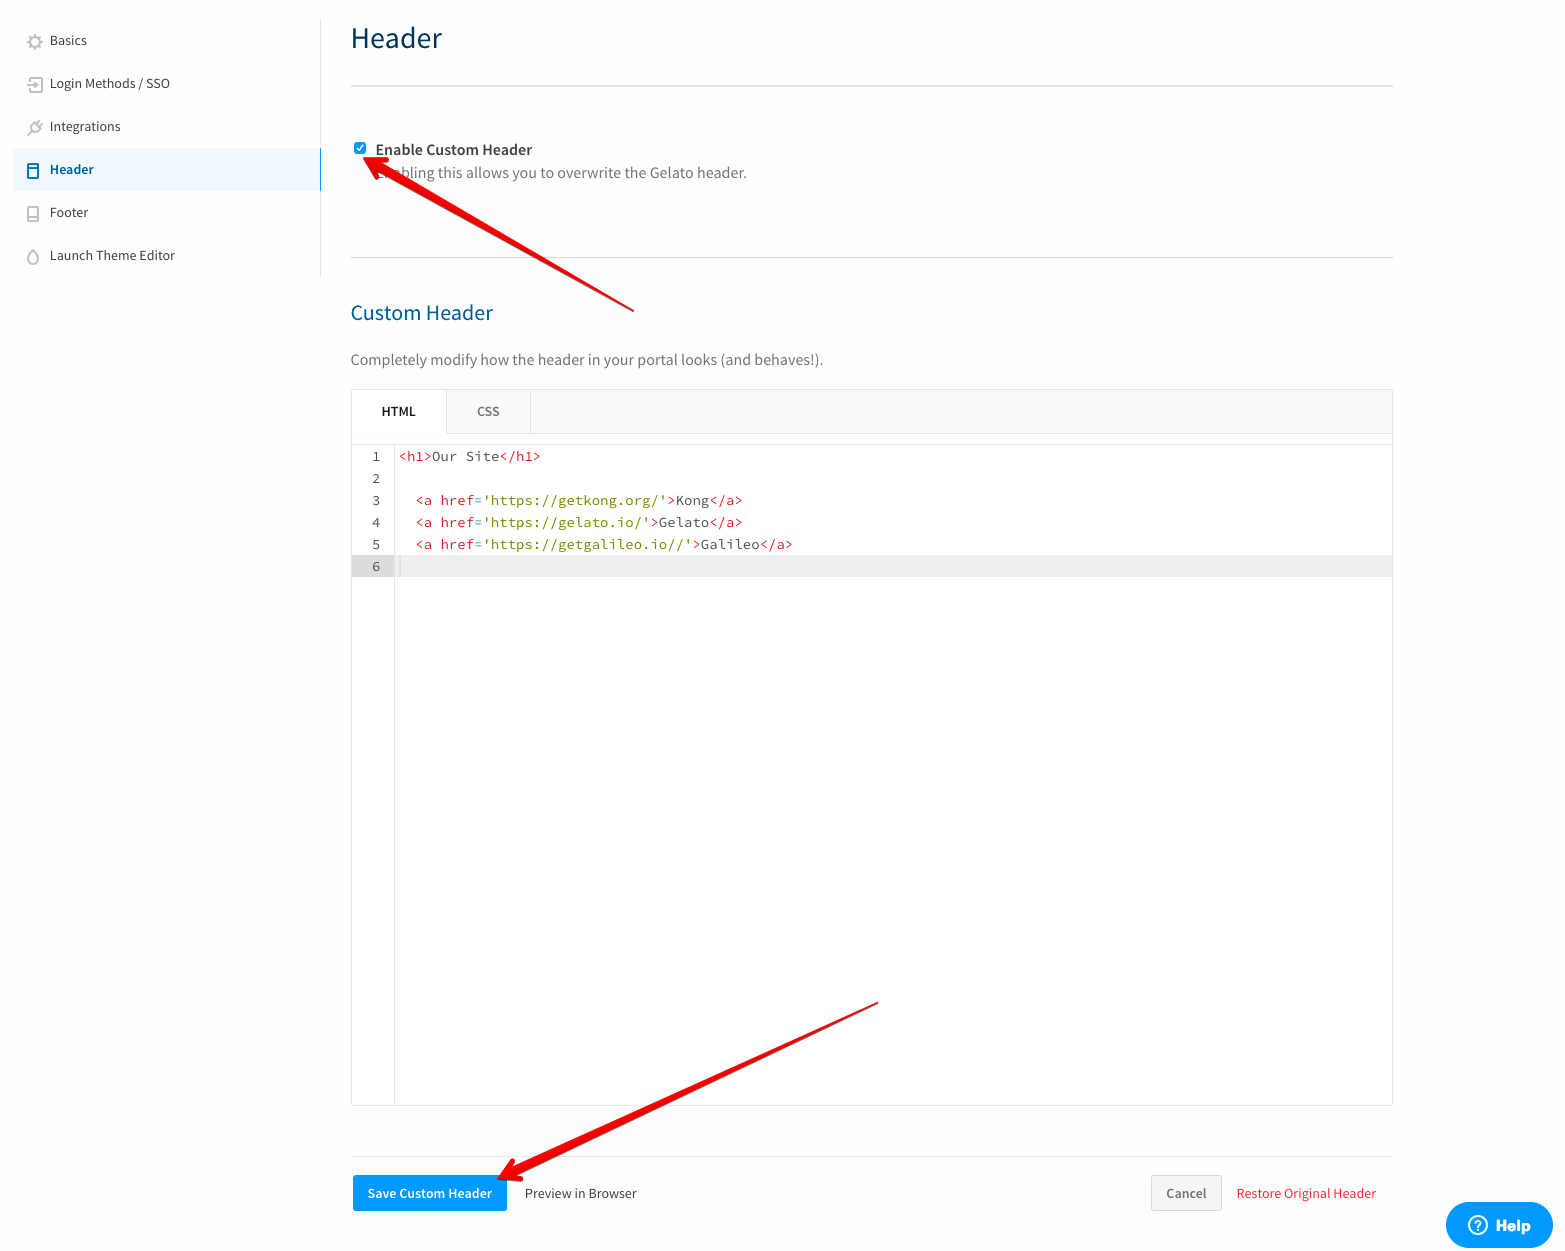 Basics
Login Methods / SSO
Integrations
Header
Footer
Launch Theme Editor
Header
Enable Custom Header
Enabling this allows you to overwrite the Gelato header.
Custom Header
Completely modify how the header in your portal looks (and behaves!).
HTML CSS
1 <h1>Our Site</h1>
2
3 <a href='https://getkong.org/'>Kong</a>
4 <a href='https://gelato.io/'>Gelato</a>
5 <a href='https://getgalileo.io//'>Galileo</a>
6
Save Custom Header Preview in Browser Cancel Restore Original Header
Help